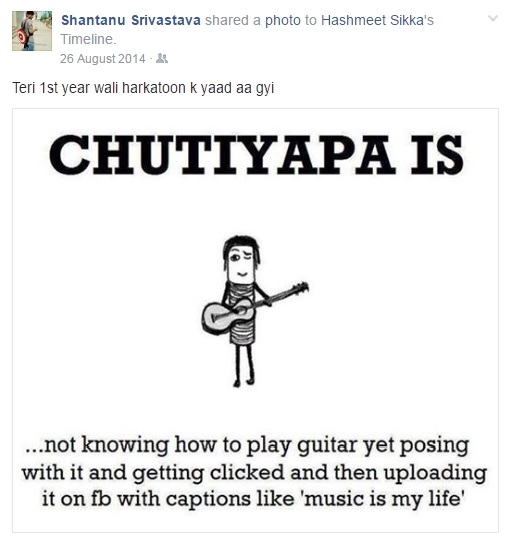 Shantanu Srivastava shared a photo to Hashmeet Sikka's
Timeline.
26 August 2014 ·
Teri 1st year wali harkatoon k yaad aa gyi
CHUTIYAPA IS
...not knowing how to play guitar yet posing
with it and getting clicked and then uploading
it on fb with captions like 'music is my life'